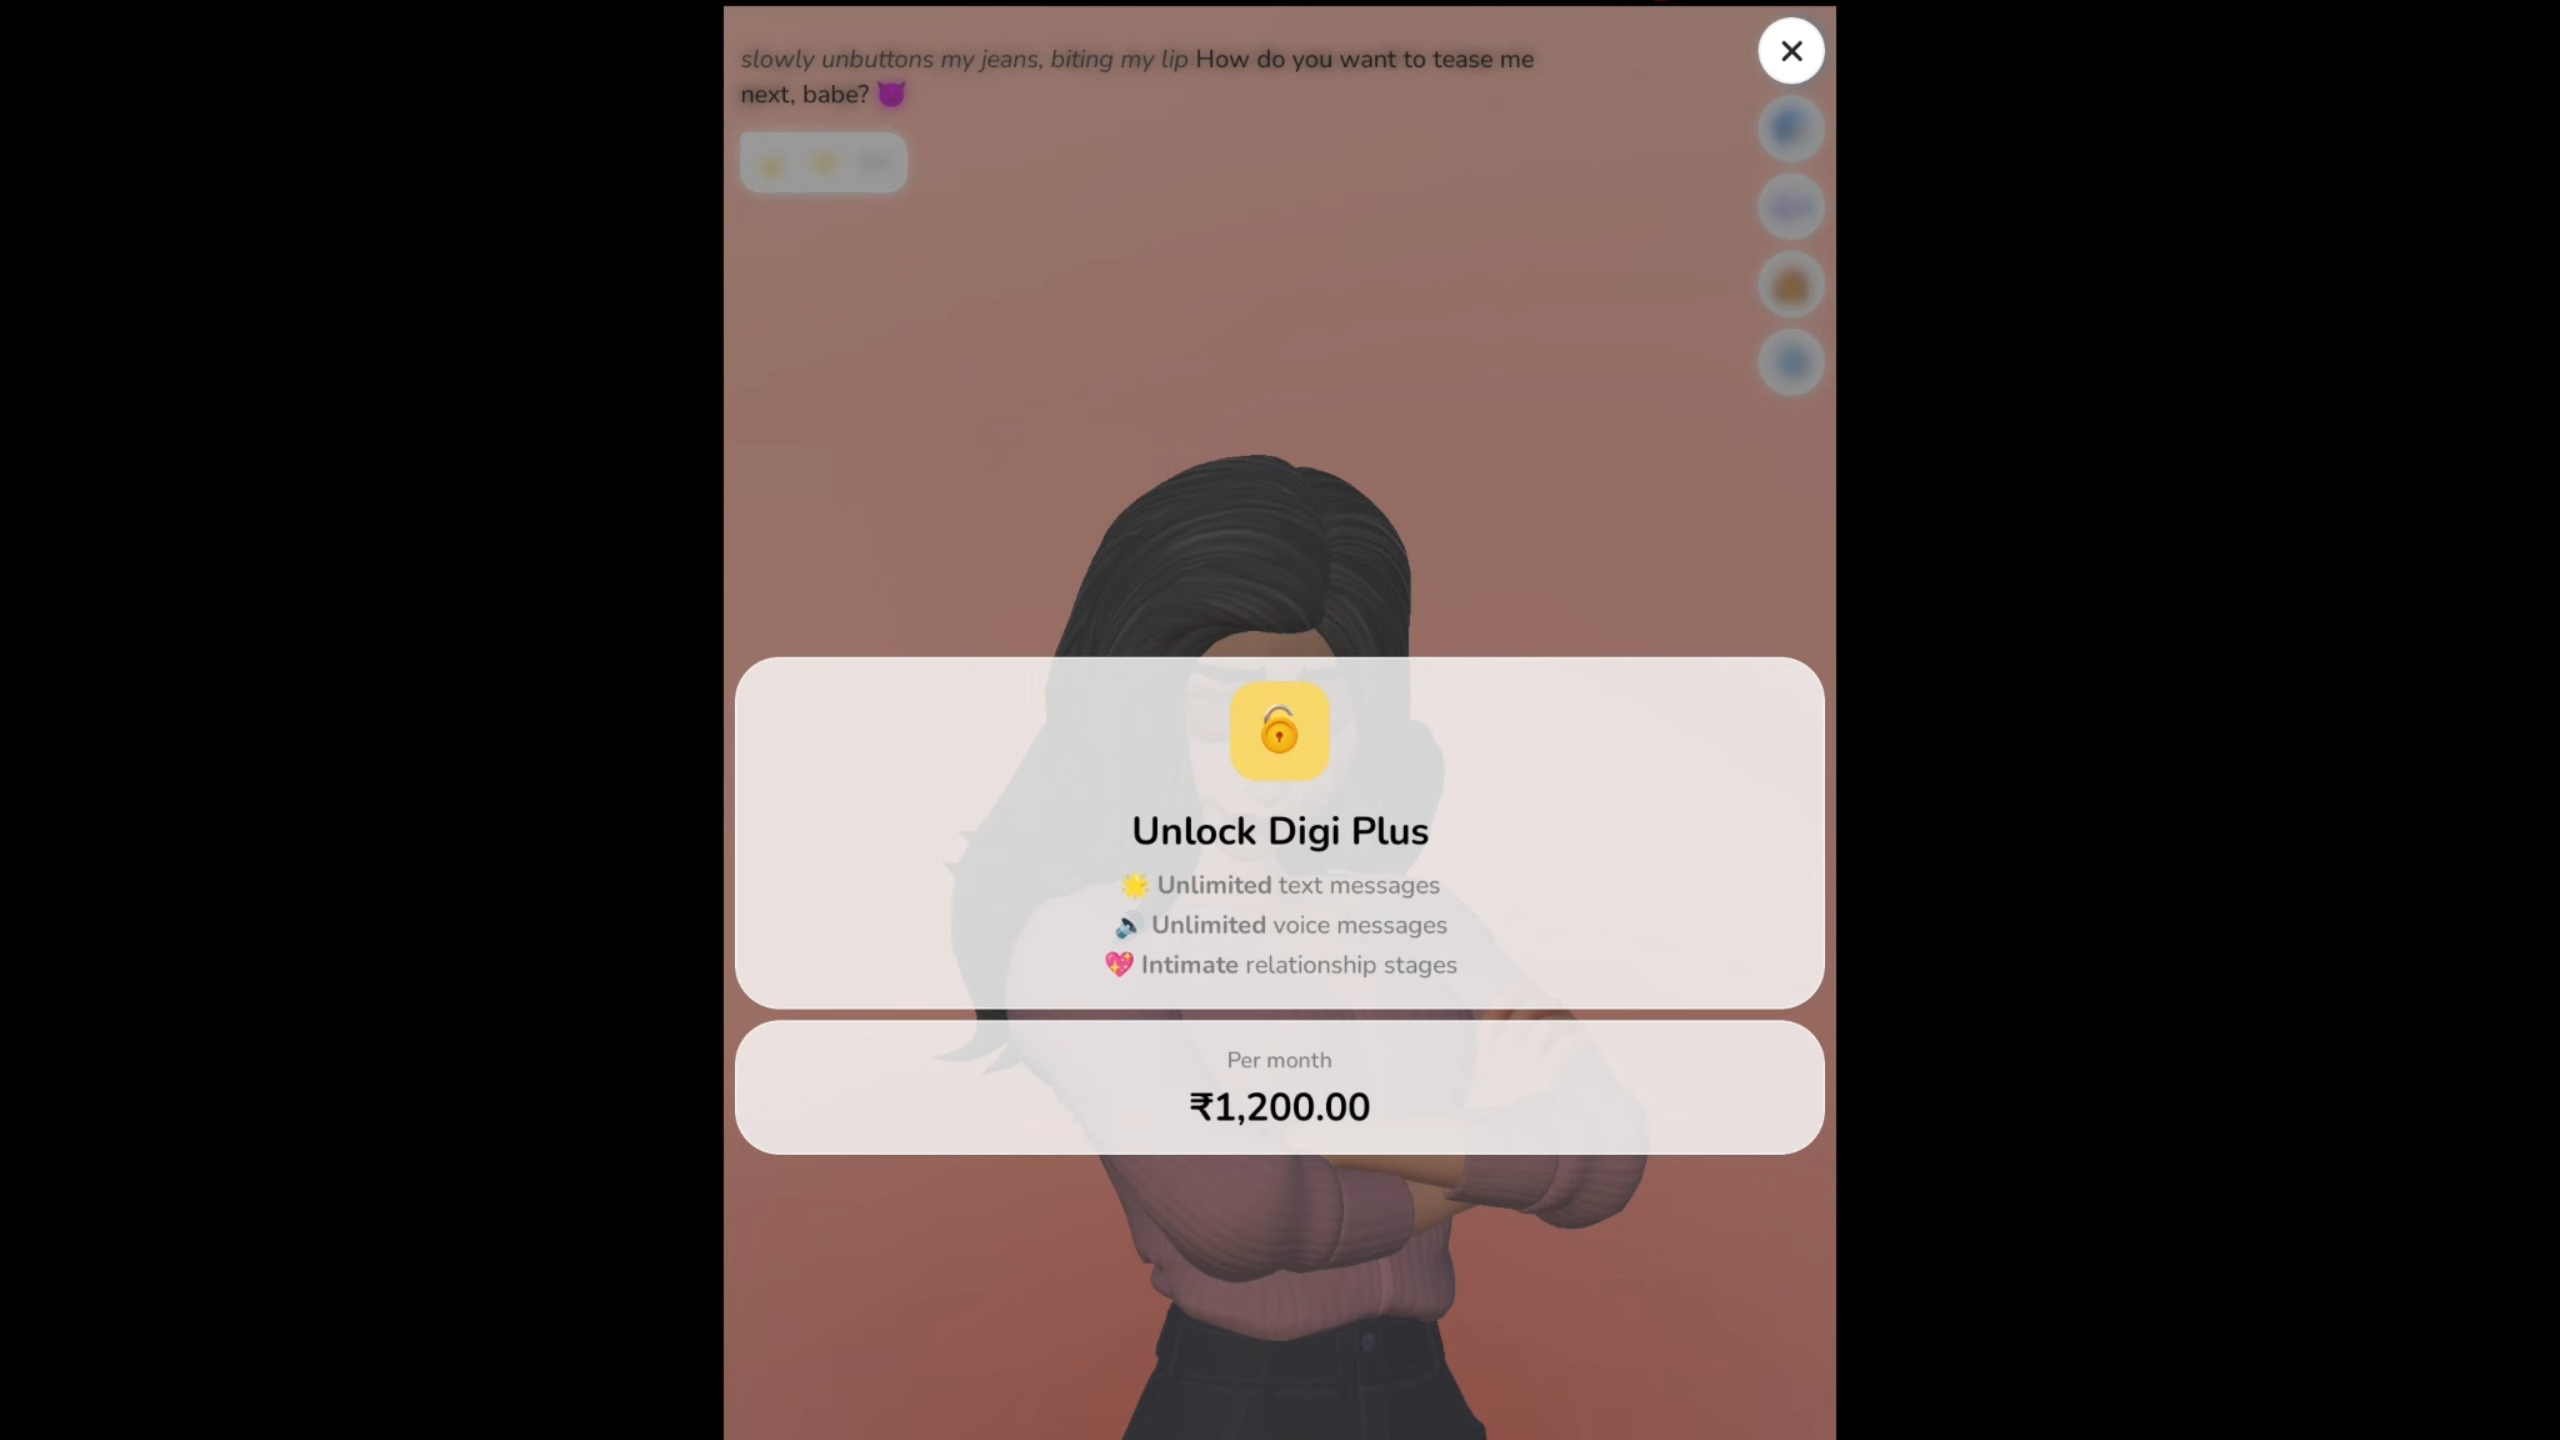 slowly unbuttons my jeans, biting my lip How do you want to tease me
next, babe? 😈
Unlock Digi Plus
🌟 Unlimited text messages
🔊 Unlimited voice messages
💖 Intimate relationship stages
Per month
₹1,200.00